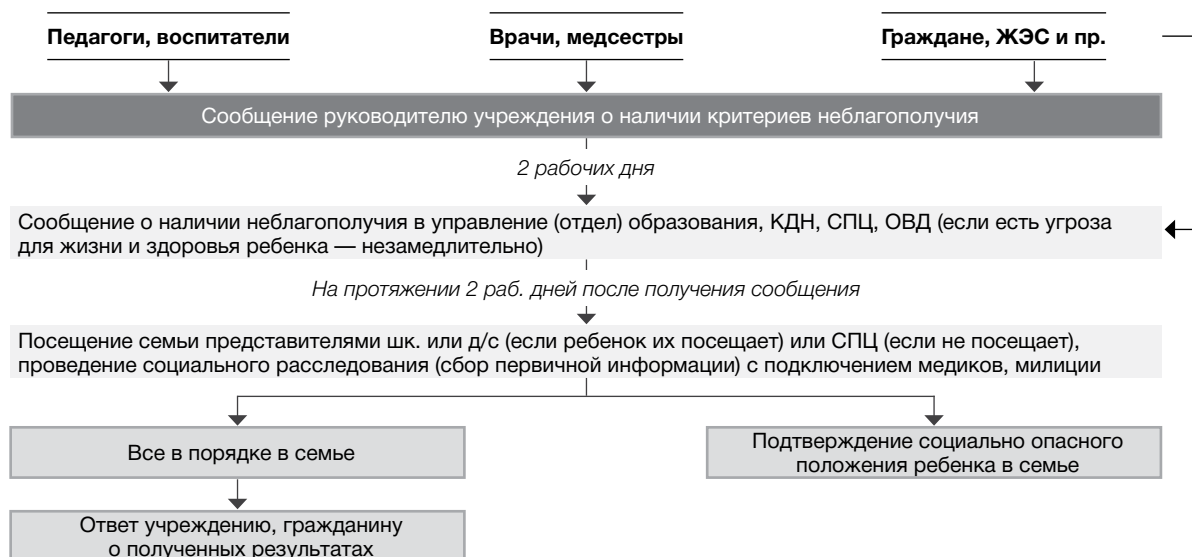 Педагоги, воспитатели
Врачи, медсестры
Граждане, ЖЭС и пр.
Сообщение руководителю учреждения о наличии критериев неблагополучия
2 рабочих дня
Сообщение о наличии неблагополучия в управление (отдел) образования, КДН, СПЦ, ОВД (если есть угроза
для жизни и здоровья ребенка — незамедлительно)
На протяжении 2 раб. дней после получения сообщения
Посещение семьи представителями шк. или д/с (если ребенок их посещает) или СПЦ (если не посещает),
проведение социального расследования (сбор первичной информации) с подключением медиков, милиции
Все в порядке в семье
Подтверждение социально опасного
положения ребенка в семье
Ответ учреждению, гражданину
о полученных результатах